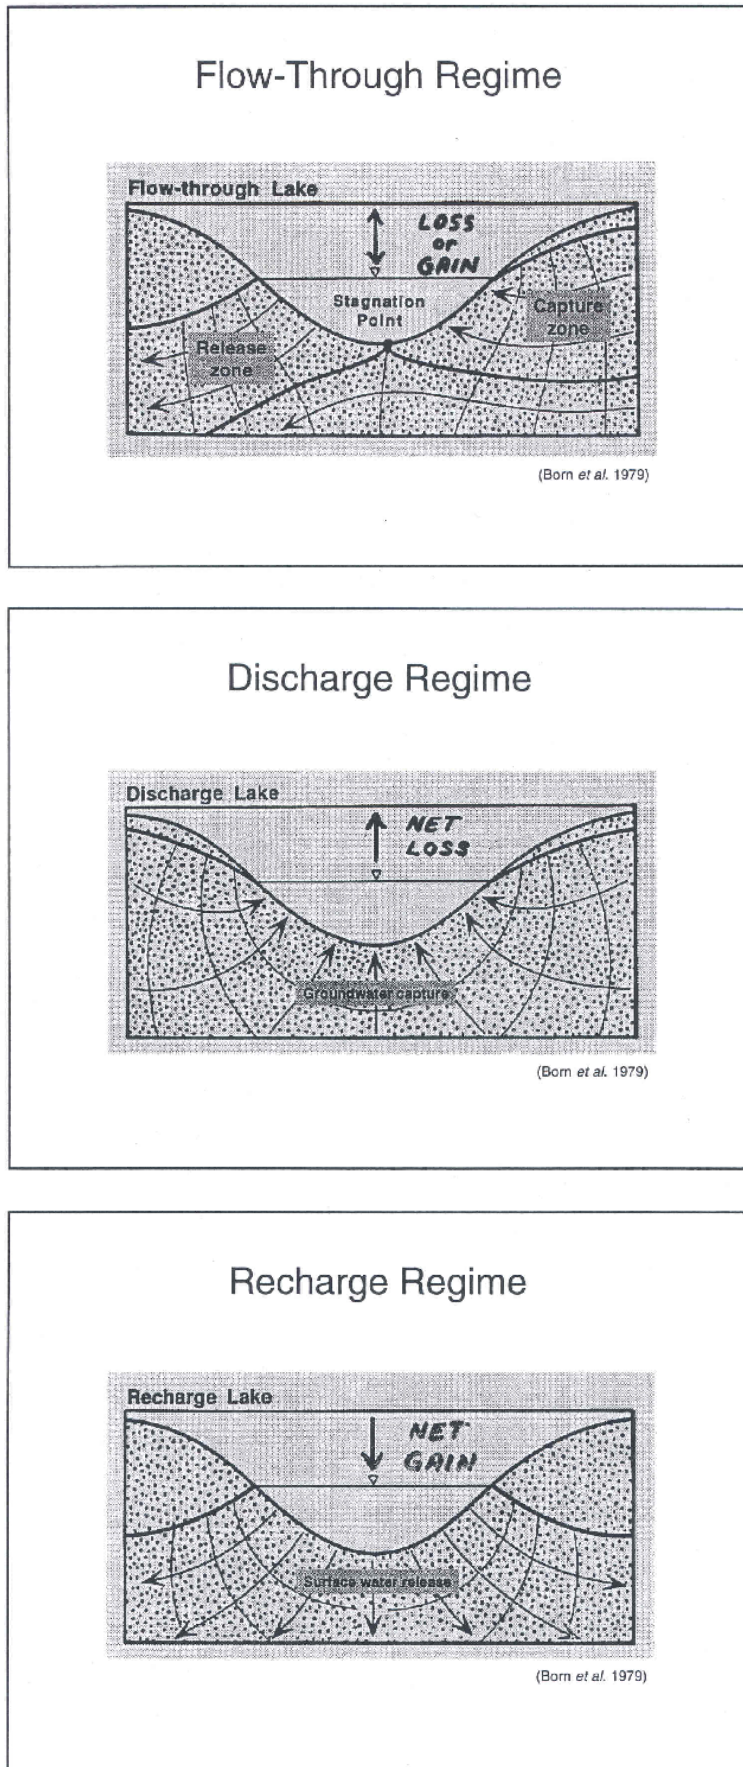 Flow-Through Regime
Flow-through Lake
LOSS
or
GAIN
Stagnation
Point
Capture
zone
Release
zone
(Born et al. 1979)
Discharge Regime
Discharge Lake
NET
LOSS
Groundwater capture
(Born et al. 1979)
Recharge Regime
Recharge Lake
NET
GAIN
Surface water release
(Born et al. 1979)